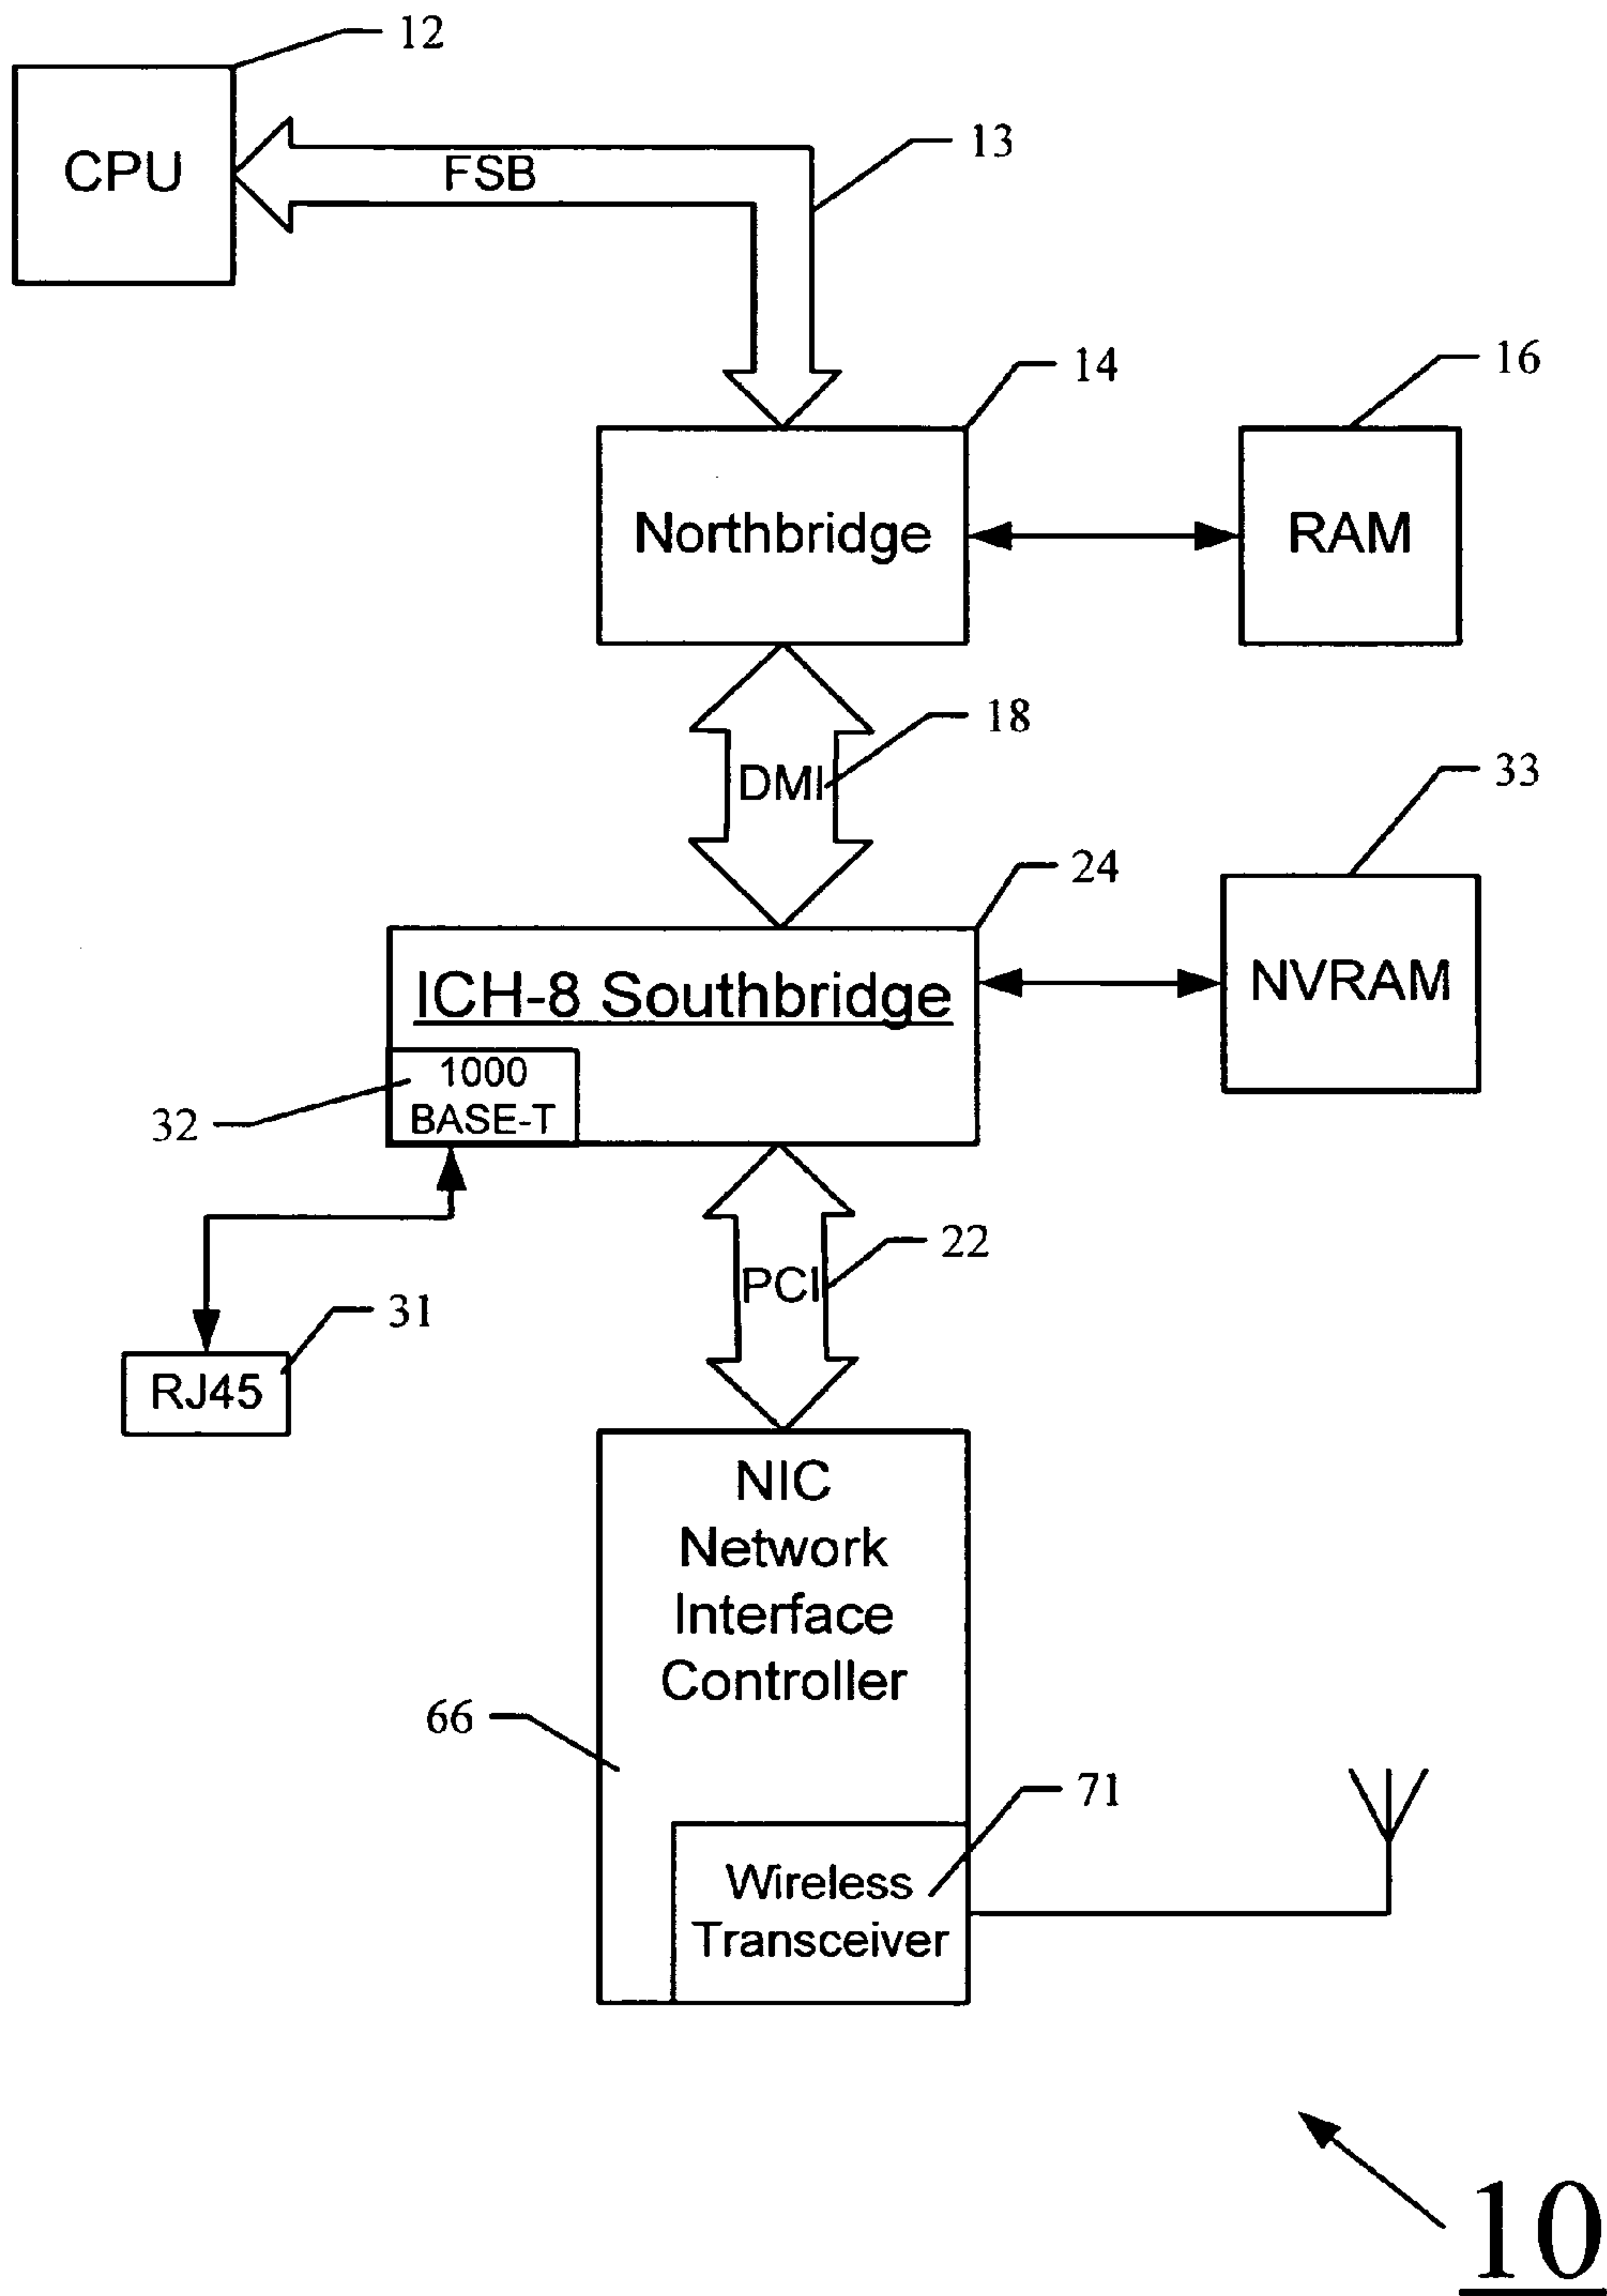 12
CPU
FSB
13
14
16
Northbridge
RAM
18
DMI
33
24
ICH-8 Southbridge
NVRAM
1000
BASE-T
32
22
PCI
31
RJ45
NIC
Network
Interface
Controller
66
71
Wireless
Transceiver
10